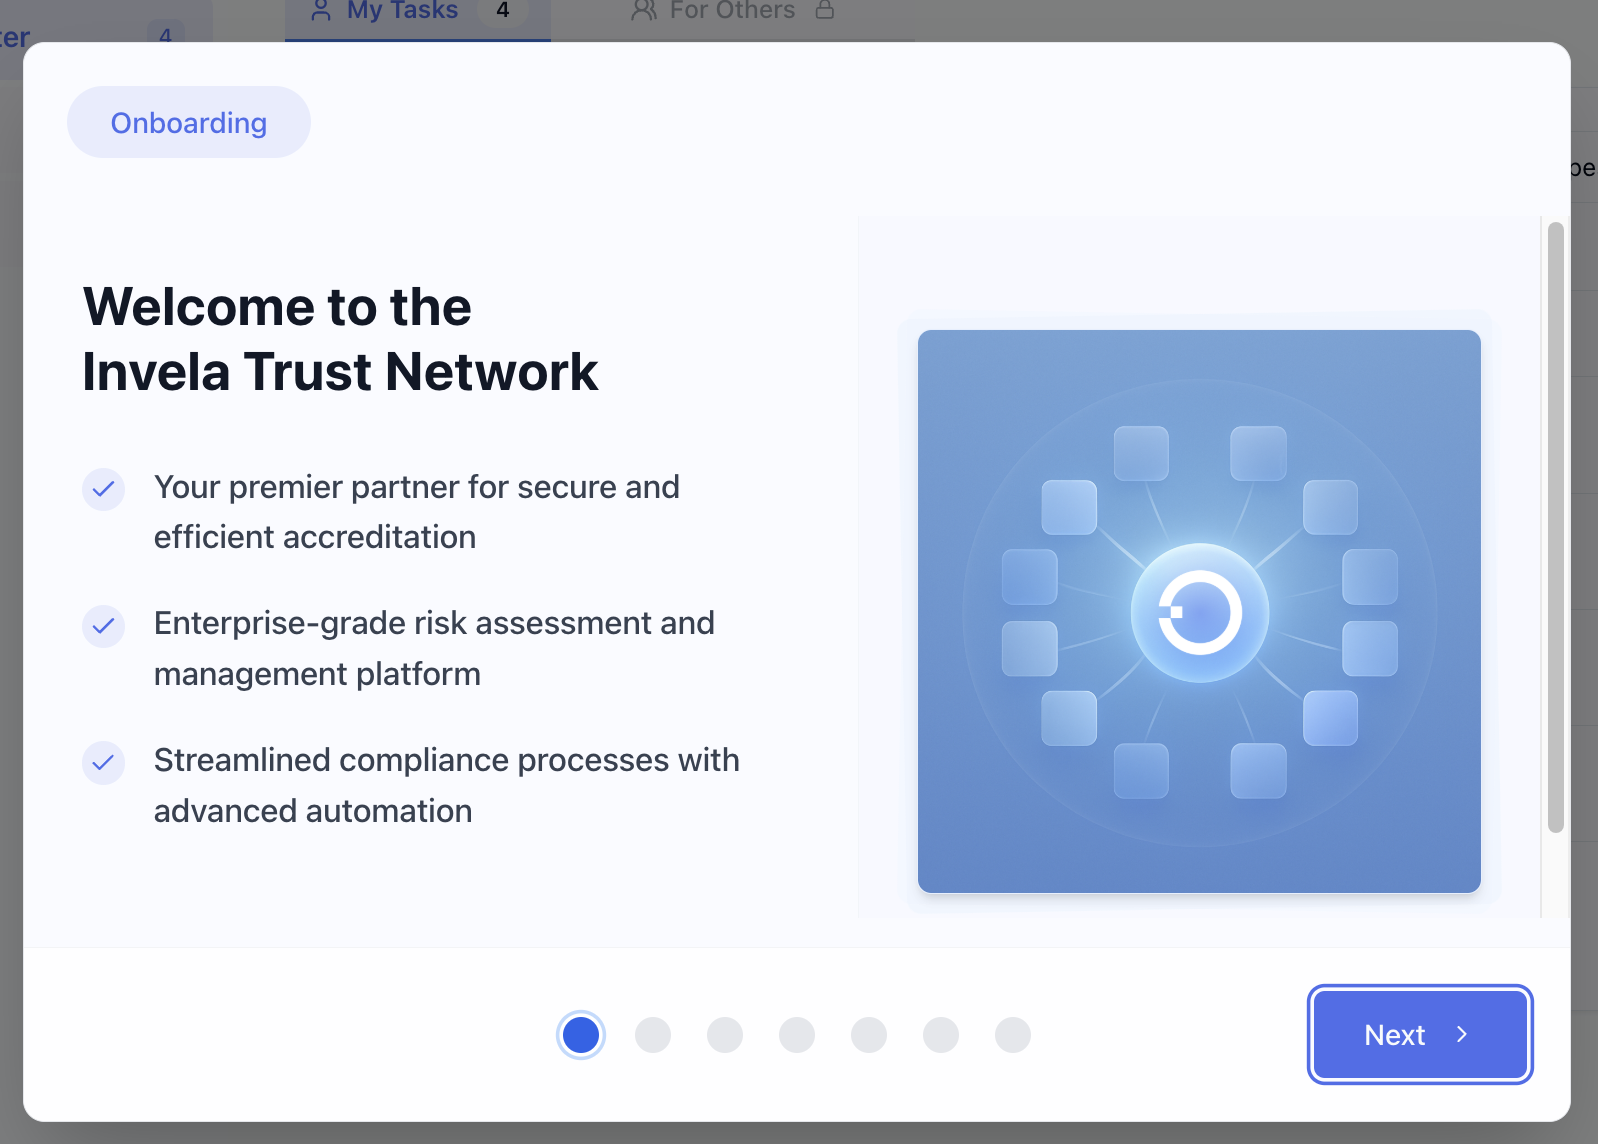 ter
4
My Tasks
4
For Others
pe
Onboarding
Welcome to the
Invela Trust Network
Your premier partner for secure and
efficient accreditation
Enterprise-grade risk assessment and
management platform
Streamlined compliance processes with
advanced automation
Next